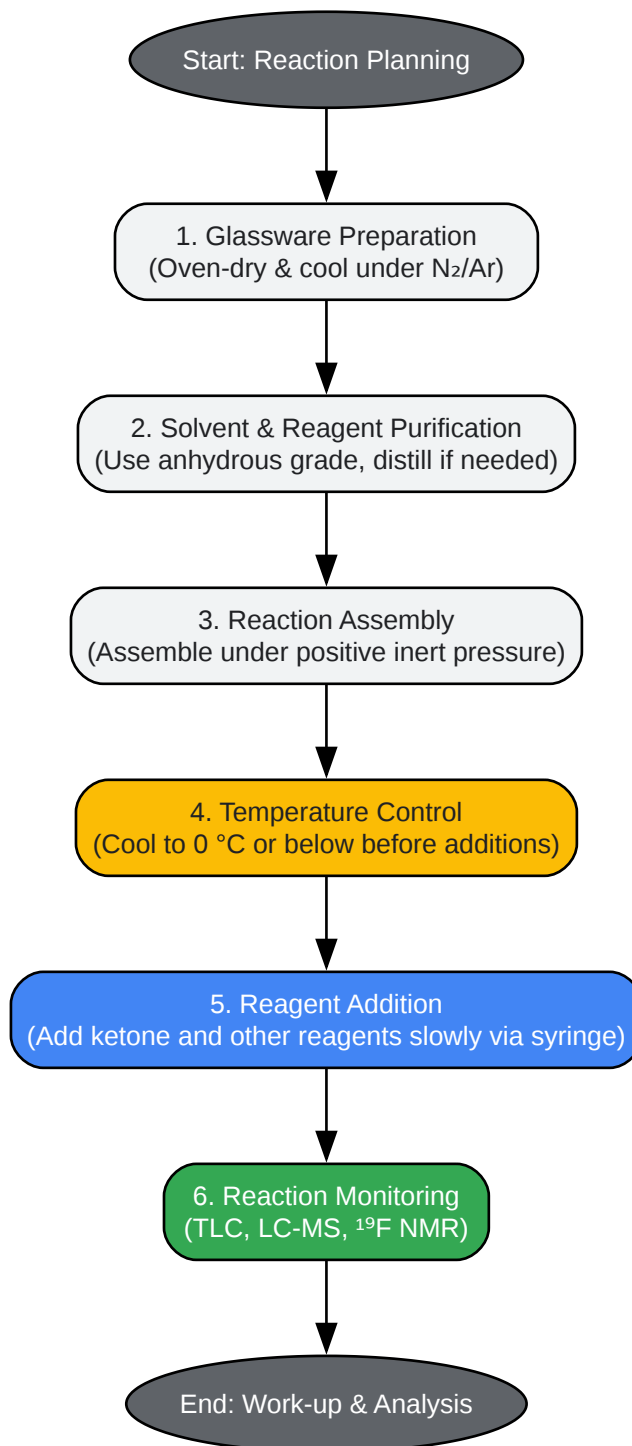 Start: Reaction Planning
1. Glassware Preparation
(Oven-dry & cool under N₂/Ar)
2. Solvent & Reagent Purification
(Use anhydrous grade, distill if needed)
3. Reaction Assembly
(Assemble under positive inert pressure)
4. Temperature Control
(Cool to 0 °C or below before additions)
5. Reagent Addition
(Add ketone and other reagents slowly via syringe)
6. Reaction Monitoring
(TLC, LC-MS, ¹⁹F NMR)
End: Work-up & Analysis